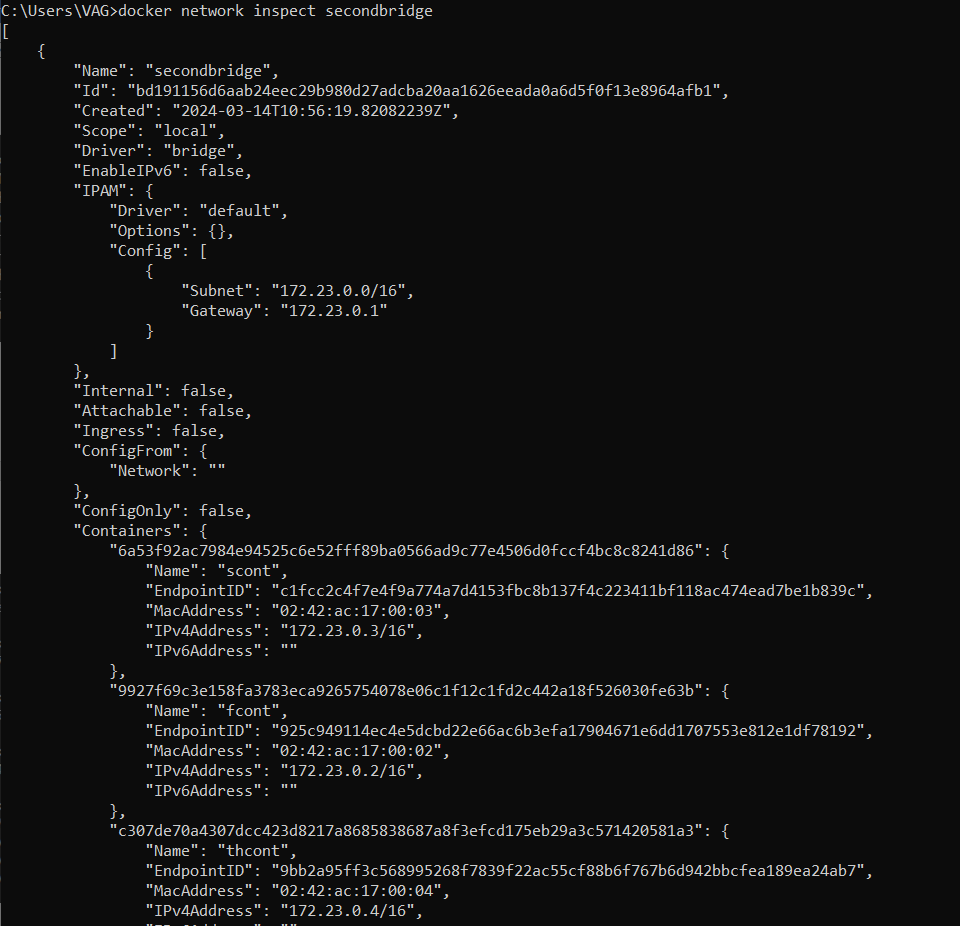 C:\Users\VAG>docker network inspect secondbridge
[
    {
        "Name": "secondbridge",
        "Id": "bd191156d6aab24eec29b980d27adcba20aa1626eeada0a6d5f0f13e8964afb1",
        "Created": "2024-03-14T10:56:19.82082239Z",
        "Scope": "local",
        "Driver": "bridge",
        "EnableIPv6": false,
        "IPAM": {
            "Driver": "default",
            "Options": {},
            "Config": [
                {
                    "Subnet": "172.23.0.0/16",
                    "Gateway": "172.23.0.1"
                }
            ]
        },
        "Internal": false,
        "Attachable": false,
        "Ingress": false,
        "ConfigFrom": {
            "Network": ""
        },
        "ConfigOnly": false,
        "Containers": {
            "6a53f92ac7984e94525c6e52fff89ba0566ad9c77e4506d0fccf4bc8c8241d86": {
                "Name": "scont",
                "EndpointID": "c1fcc2c4f7e4f9a774a7d4153fbc8b137f4c223411bf118ac474ead7be1b839c",
                "MacAddress": "02:42:ac:17:00:03",
                "IPv4Address": "172.23.0.3/16",
                "IPv6Address": ""
            },
            "9927f69c3e158fa3783eca9265754078e06c1f12c1fd2c442a18f526030fe63b": {
                "Name": "fcont",
                "EndpointID": "925c949114ec4e5dcbd22e66ac6b3efa17904671e6dd1707553e812e1df78192",
                "MacAddress": "02:42:ac:17:00:02",
                "IPv4Address": "172.23.0.2/16",
                "IPv6Address": ""
            },
            "c307de70a4307dcc423d8217a8685838687a8f3efcd175eb29a3c571420581a3": {
                "Name": "thcont",
                "EndpointID": "9bb2a95ff3c568995268f7839f22ac55cf88b6f767b6d942bbcfea189ea24ab7",
                "MacAddress": "02:42:ac:17:00:04",
                "IPv4Address": "172.23.0.4/16",